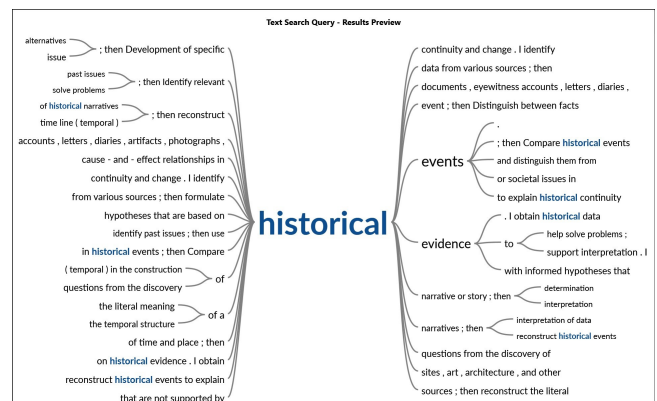 Text Search Query - Results Preview
alternatives
issue
; then Development of specific
past issues
solve problems
; then Identify relevant
of historical narratives
time line ( temporal )
; then reconstruct
accounts , letters , diaries , artifacts , photographs ,
cause - and - effect relationships in
continuity and change . I identify
from various sources ; then formulate
hypotheses that are based on
identify past issues ; then use
in historical events ; then Compare
( temporal ) in the construction
questions from the discovery
of
the literal meaning
the temporal structure
of a
of time and place ; then
on historical evidence . I obtain
reconstruct historical events to explain
that are not supported by
historical
continuity and change . I identify
data from various sources ; then
documents , eyewitness accounts , letters , diaries ,
event ; then Distinguish between facts
events
.
; then Compare historical events
and distinguish them from
or societal issues in
to explain historical continuity
evidence
. I obtain historical data
to
help solve problems ;
support interpretation . I
with informed hypotheses that
narrative or story ; then
determination
interpretation
narratives ; then
interpretation of data
reconstruct historical events
questions from the discovery of
sites , art , architecture , and other
sources ; then reconstruct the literal